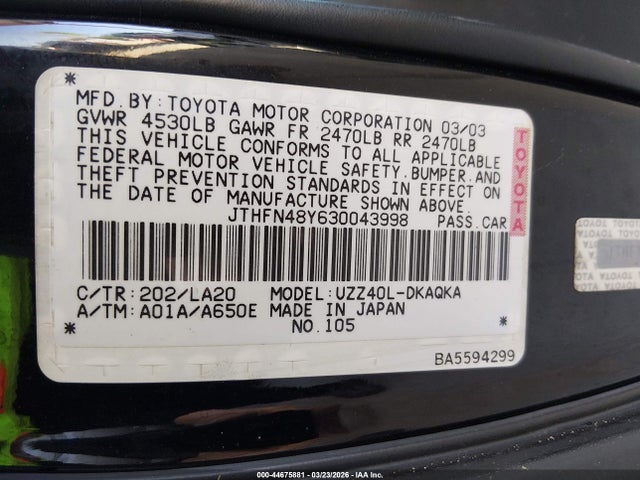 * *
MFD.BY:TOYOTA MOTOR CORPORATION 03/03
GVWR 4530LB GAWR FR 2470LB RR 2470LB
THIS VEHICLE CONFORMS TO ALL APPLICABLE
FEDERAL MOTOR VEHICLE SAFETY,BUMPER,AND
THEFT PREVENTION STANDARDS IN EFFECT ON
THE DATE OF MANUFACTURE SHOWN ABOVE.
JTHFN48Y630043998 PASS.CAR
TOYOTA
C/TR:202/LA20 MODEL:UZZ40L-DKAQKA
A/TM:A01A/A650E MADE IN JAPAN
* NO.105 *
BA5594299
TOYOTA TOYOTA
000-44675881 - 03/23/2026 - IAA Inc.